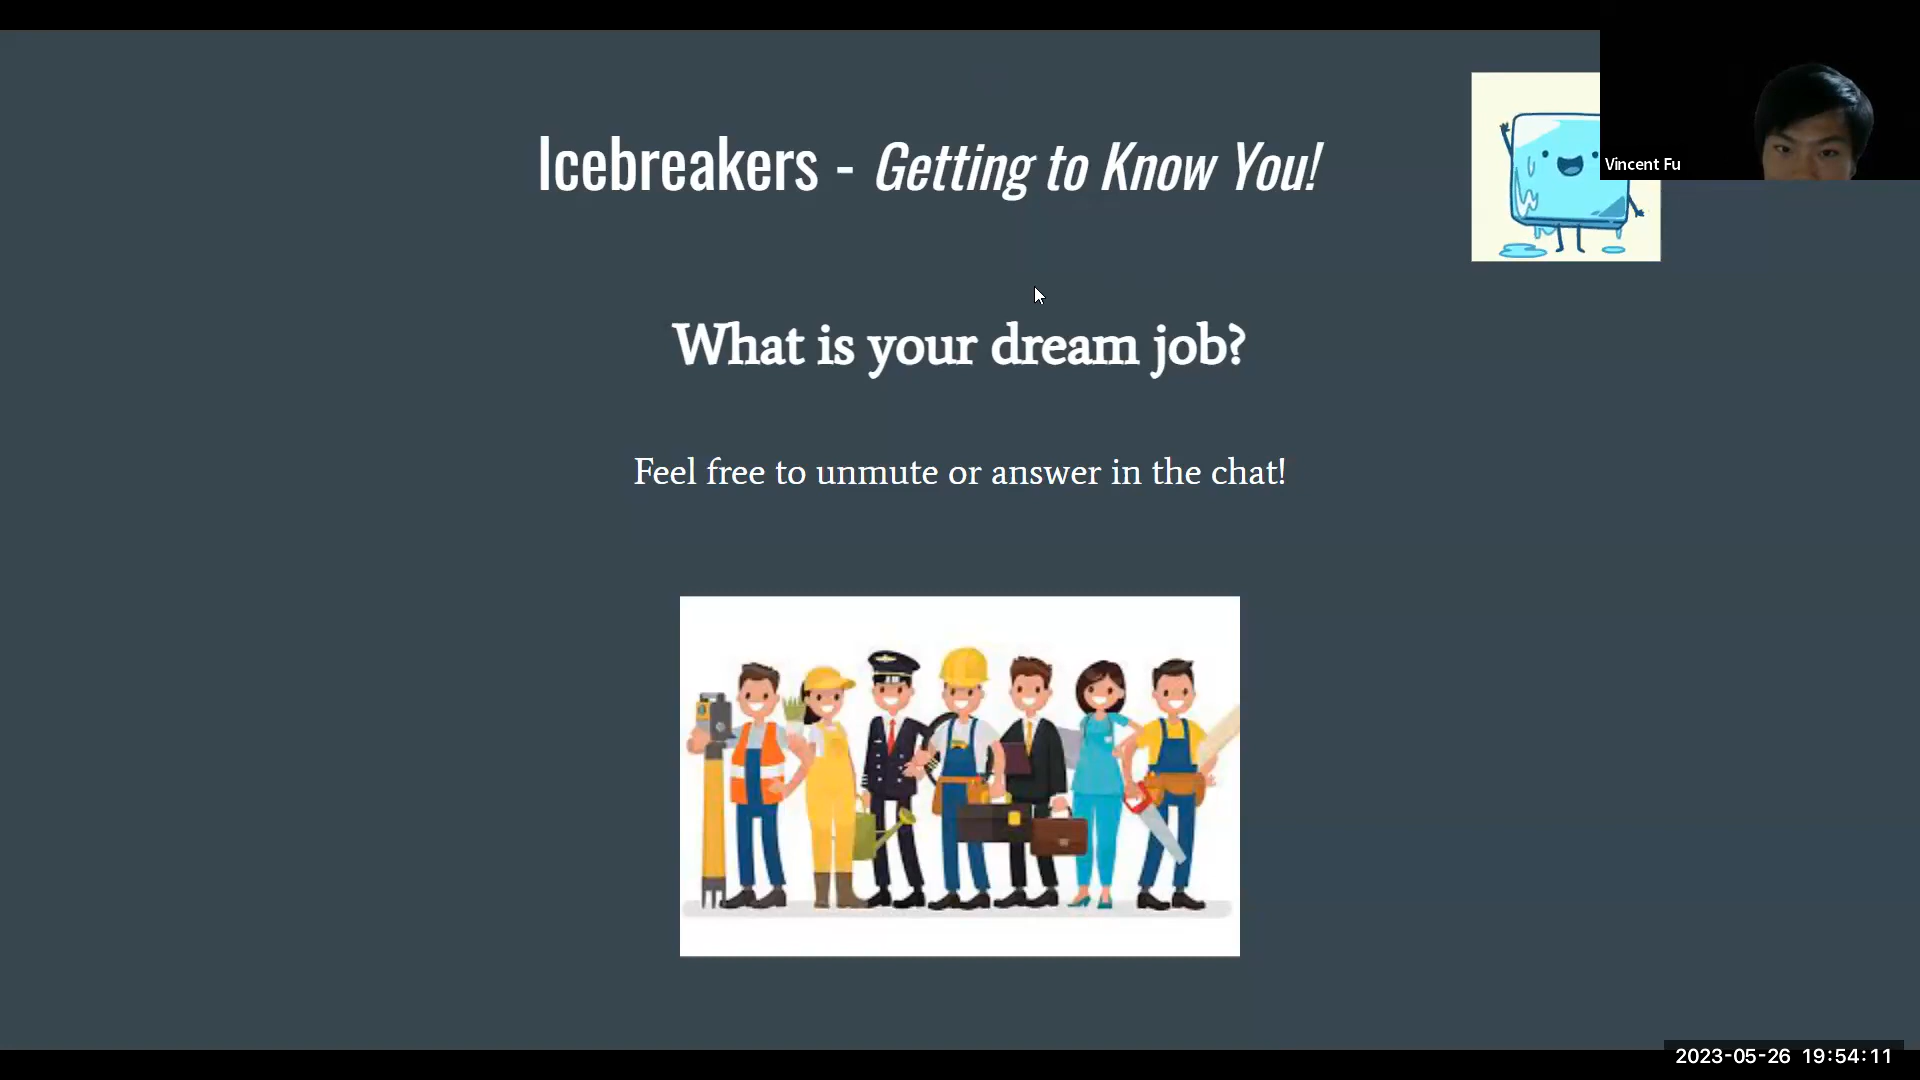 Icebreakers - Getting to Know You!
Vincent Fu
What is your dream job?
Feel free to unmute or answer in the chat!
2023-05-26 19:54:11